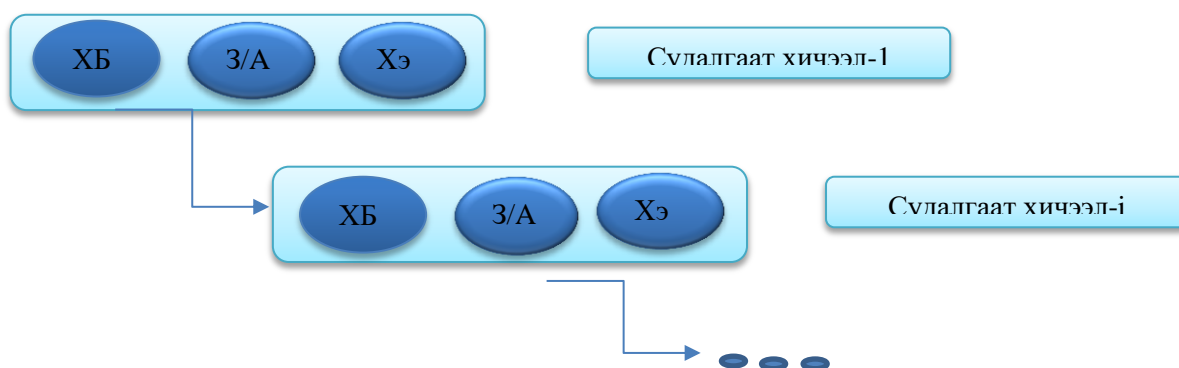 ХБ З/А Хэ
Судалгаат хичээл-1
ХБ З/А Хэ
Судалгаат хичээл-i